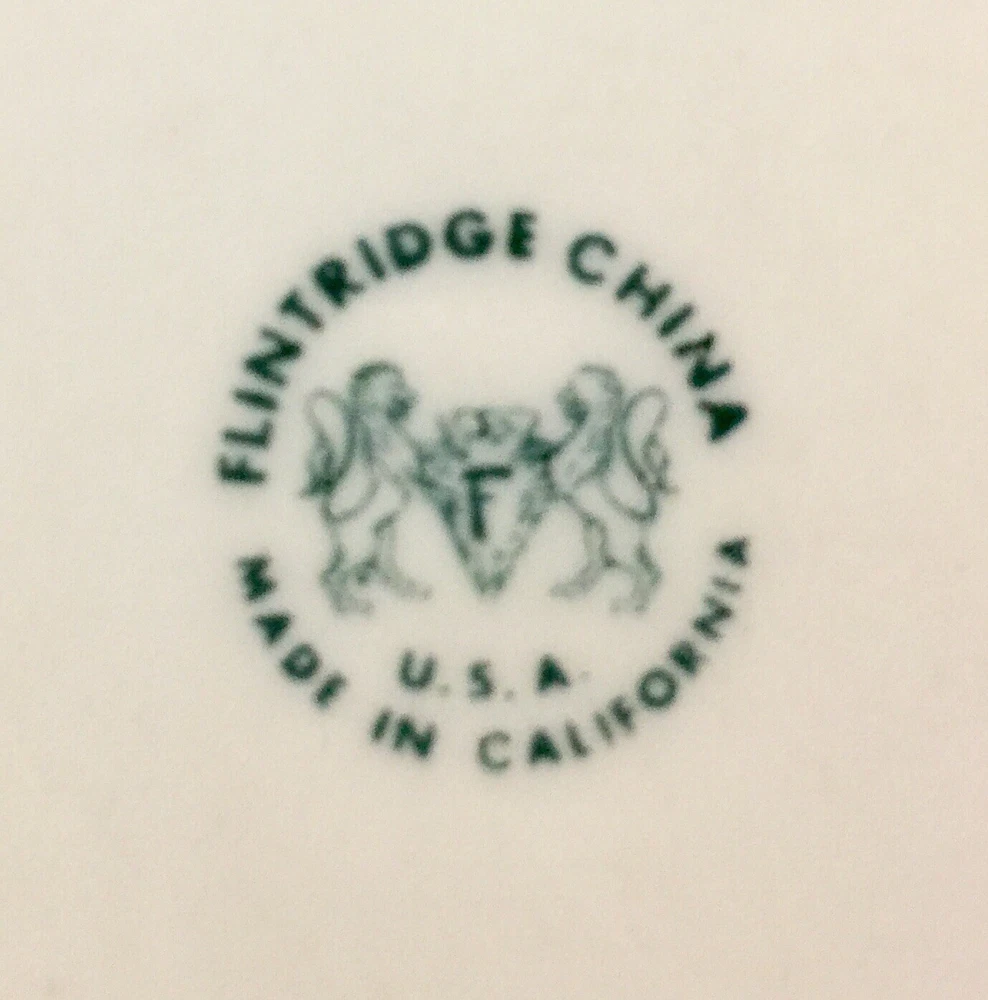 FLINTRIDGE CHINA
F
U.S.A.
MADE IN CALIFORNIA